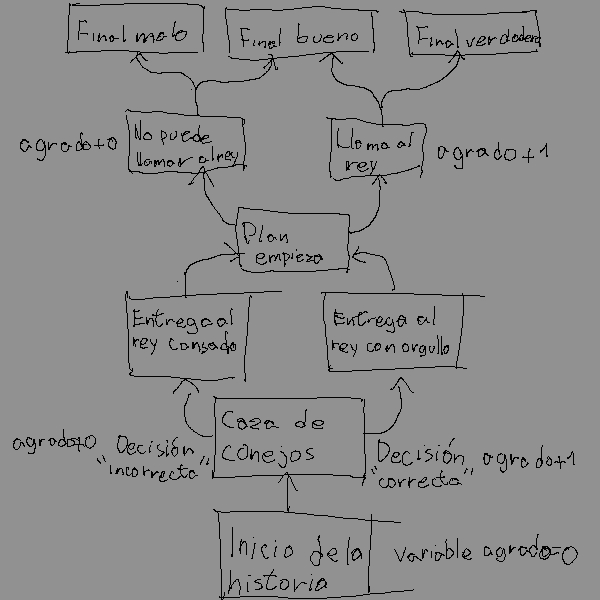 Final malo
Final bueno
Final verdadero
agrado+0
No puede
llamar al rey
Llama al
rey
agrado+1
Plan
empieza
Entrega al
rey cansado
Entrega al
rey con orgullo
agrado+0
Decisión
"incorrecta"
Caza de
conejos
Decisión
"correcta"
agrado+1
Inicio de la
historia
variable agrado=0